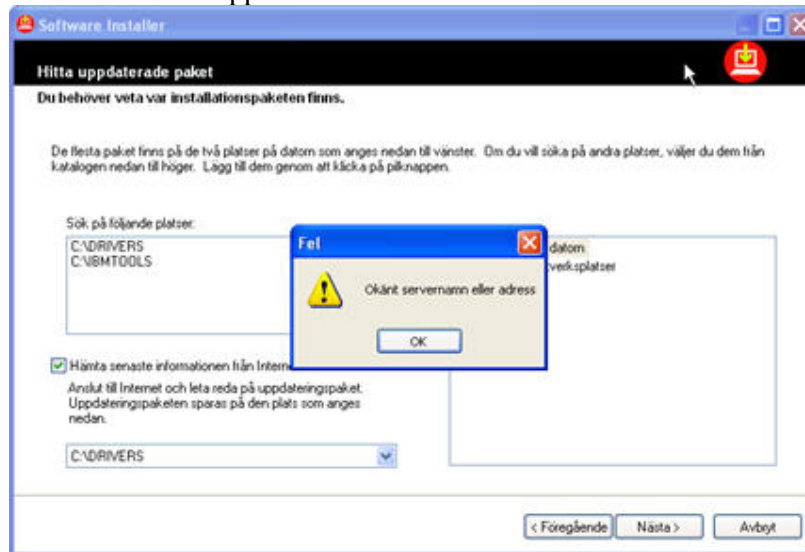 Software Installer
Hitta uppdaterade paket
Du behöver veta var installationspaketen finns.
De flesta paket finns på de två platser på datorn som anges nedan till vänster. Om du vill söka på andra platser, väljer du dem från
katalogen nedan till höger. Lägg till dem genom att klicka på pilknappen.
Sök på följande platser:
C:\DRIVERS
C:\IBMTOOLS
Fel
Okänt servernamn eller adress
OK
datorn
tverksplatser
Hämta senaste informationen från Interne
Anslut till Internet och leta reda på uppdateringspaket.
Uppdateringspaketen sparas på den plats som anges
nedan.
C:\DRIVERS
< Föregående
Nästa >
Avbryt